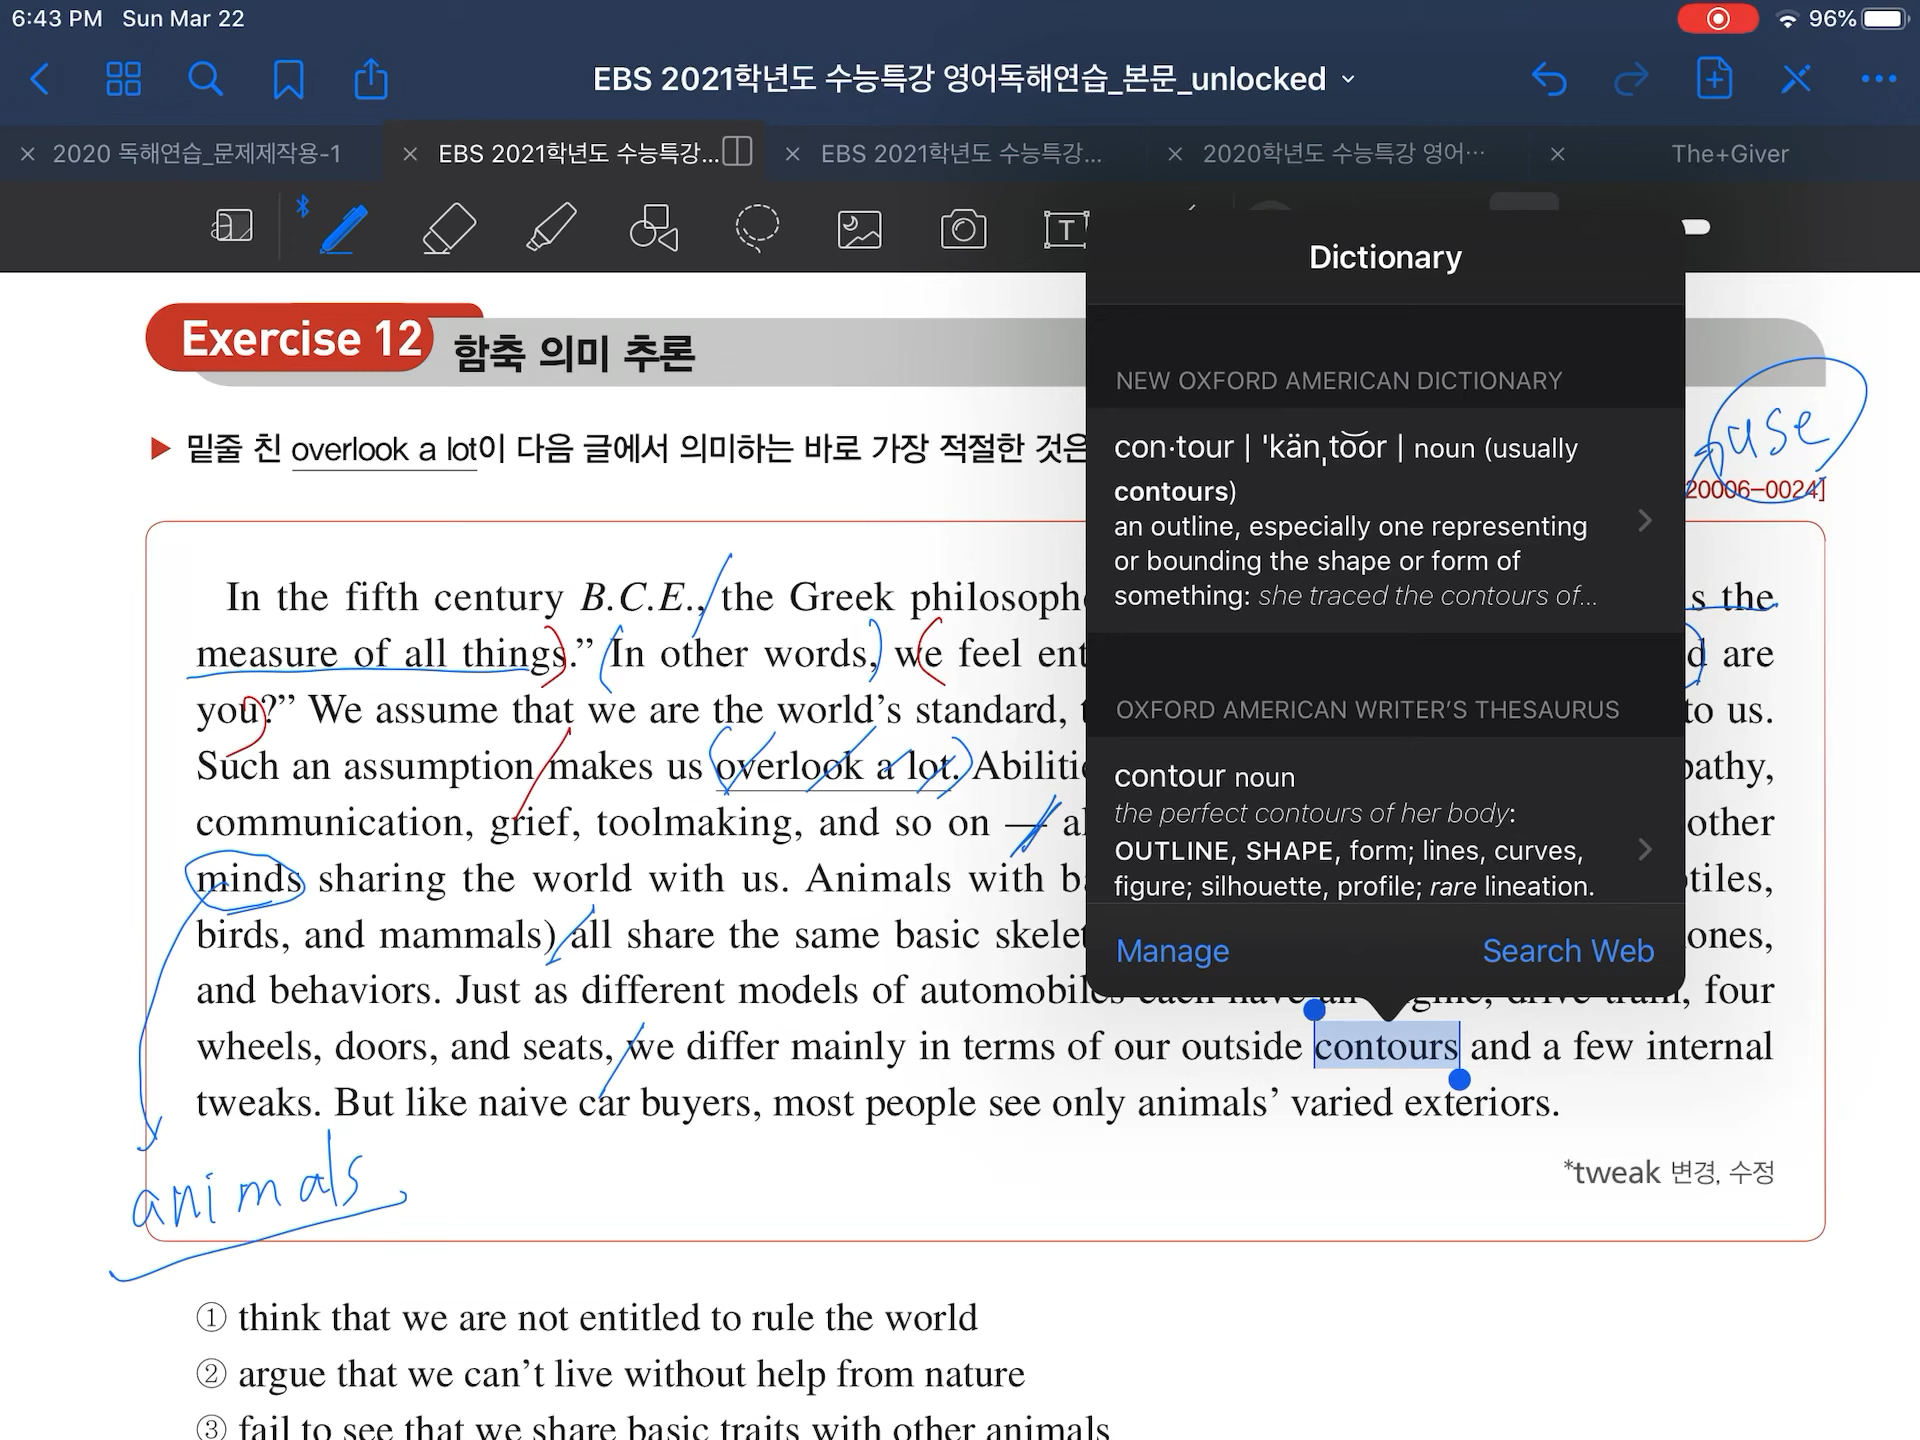 6:43 PM Sun Mar 22
96%
EBS 2021학년도 수능특강 영어독해연습_본문_unlocked
2020 독해연습_문제제작용-1
EBS 2021학년도 수능특강...
EBS 2021학년도 수능특강...
2020학년도 수능특강 영어…
The+Giver
Exercise 12 함축 의미 추론
use
밑줄 친 overlook a lot이 다음 글에서 의미하는 바로 가장 적절한 것은
20006-0024]
In the fifth century B.C.E., the Greek philosoph s the
measure of all things.” In other words, we feel ent d are
you?” We assume that we are the world’s standard, t to us.
Such an assumption makes us overlook a lot. Abiliti pathy,
communication, grief, toolmaking, and so on — al other
minds sharing the world with us. Animals with ba tiles,
birds, and mammals) all share the same basic skelet ones,
and behaviors. Just as different models of automobiles each have an engine, drive train, four
wheels, doors, and seats, we differ mainly in terms of our outside contours and a few internal
tweaks. But like naive car buyers, most people see only animals’ varied exteriors.
*tweak 변경, 수정
animals
① think that we are not entitled to rule the world
② argue that we can’t live without help from nature
③ fail to see that we share basic traits with other animals
Dictionary
NEW OXFORD AMERICAN DICTIONARY
con·tour | ˈkänˌto͝or | noun (usually
contours)
an outline, especially one representing
or bounding the shape or form of
something: she traced the contours of...
OXFORD AMERICAN WRITER’S THESAURUS
contour noun
the perfect contours of her body:
OUTLINE, SHAPE, form; lines, curves,
figure; silhouette, profile; rare lineation.
Manage
Search Web